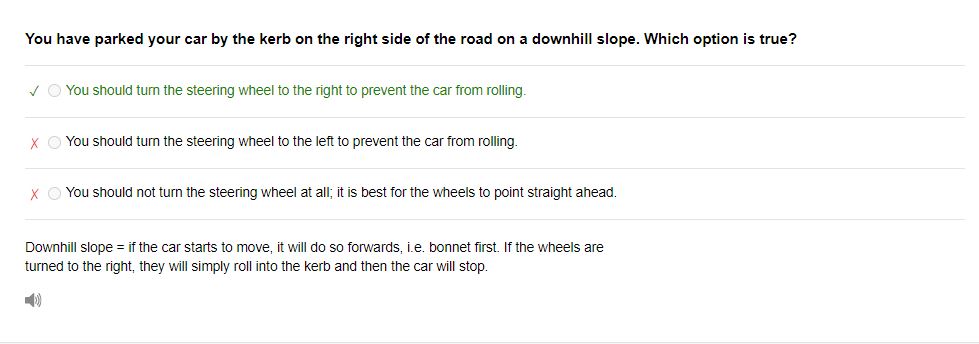 You have parked your car by the kerb on the right side of the road on a downhill slope. Which option is true?
You should turn the steering wheel to the right to prevent the car from rolling.
You should turn the steering wheel to the left to prevent the car from rolling.
You should not turn the steering wheel at all; it is best for the wheels to point straight ahead.
Downhill slope = if the car starts to move, it will do so forwards, i.e. bonnet first. If the wheels are
turned to the right, they will simply roll into the kerb and then the car will stop.